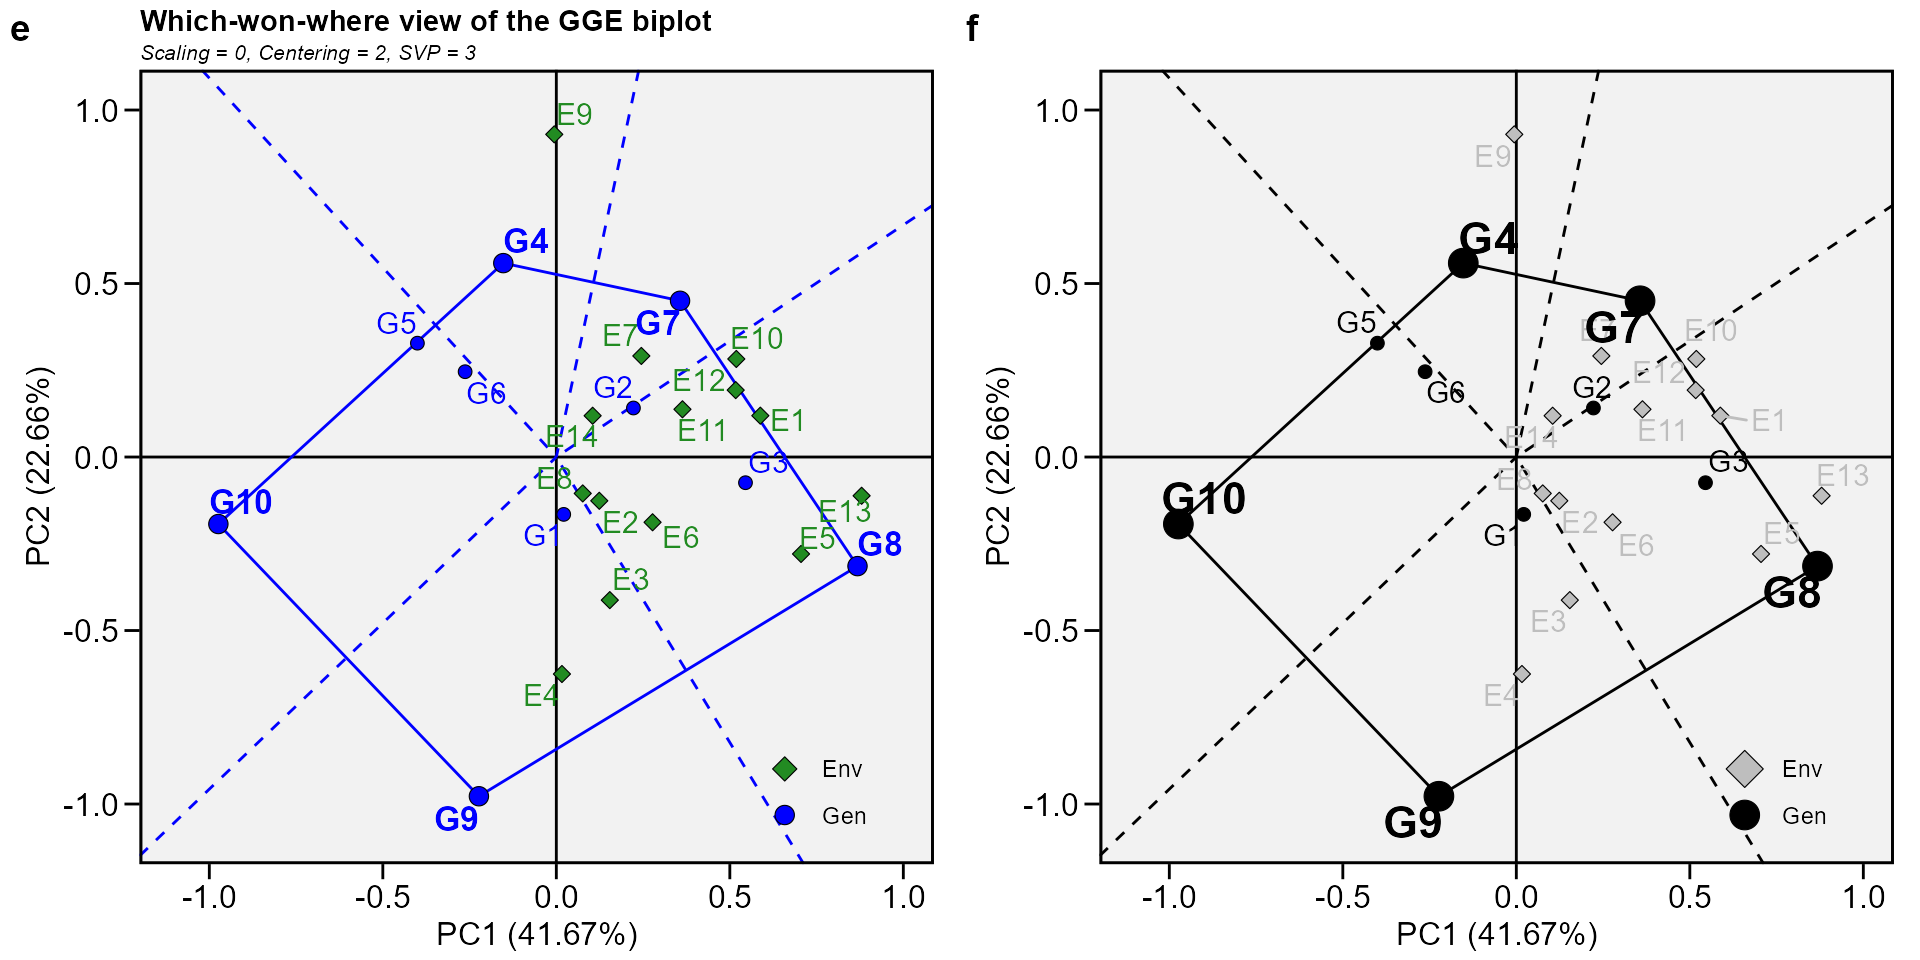 e
Which-won-where view of the GGE biplot
Scaling = 0, Centering = 2, SVP = 3
1.0
0.5
0.0
-0.5
-1.0
PC2 (22.66%)
E9
G4
G5
G7
E7
E10
G6
G2
E12
E14
E11
E1
G3
E8
G10
E2
E13
G
E6
E5
G8
E3
E4
G9
Env
Gen
-1.0
-0.5
0.0
0.5
1.0
PC1 (41.67%)
f
1.0
0.5
0.0
-0.5
-1.0
PC2 (22.66%)
E9
G4
G5
G7
E10
G6
G2
E12
E14
E11
E1
G3
E8
E13
G10
E2
G
E6
E5
G8
E3
E4
G9
Env
Gen
-1.0
-0.5
0.0
0.5
1.0
PC1 (41.67%)